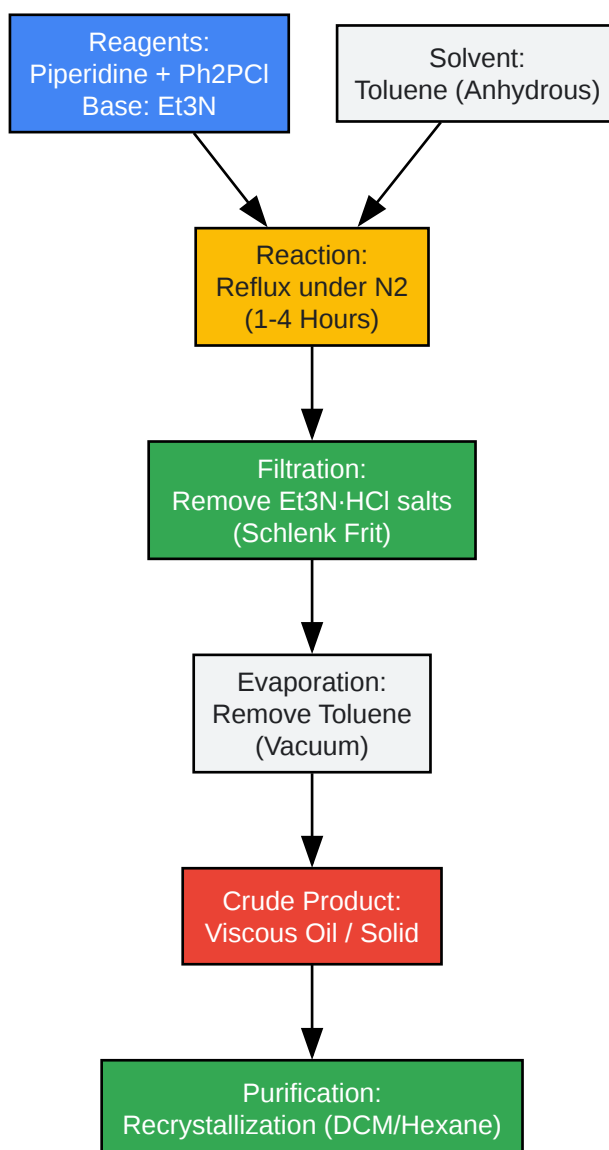 Reagents:
Piperidine + Ph2PCl
Base: Et3N
Solvent:
Toluene (Anhydrous)
Reaction:
Reflux under N2
(1-4 Hours)
Filtration:
Remove Et3N·HCl salts
(Schlenk Frit)
Evaporation:
Remove Toluene
(Vacuum)
Crude Product:
Viscous Oil / Solid
Purification:
Recrystallization (DCM/Hexane)